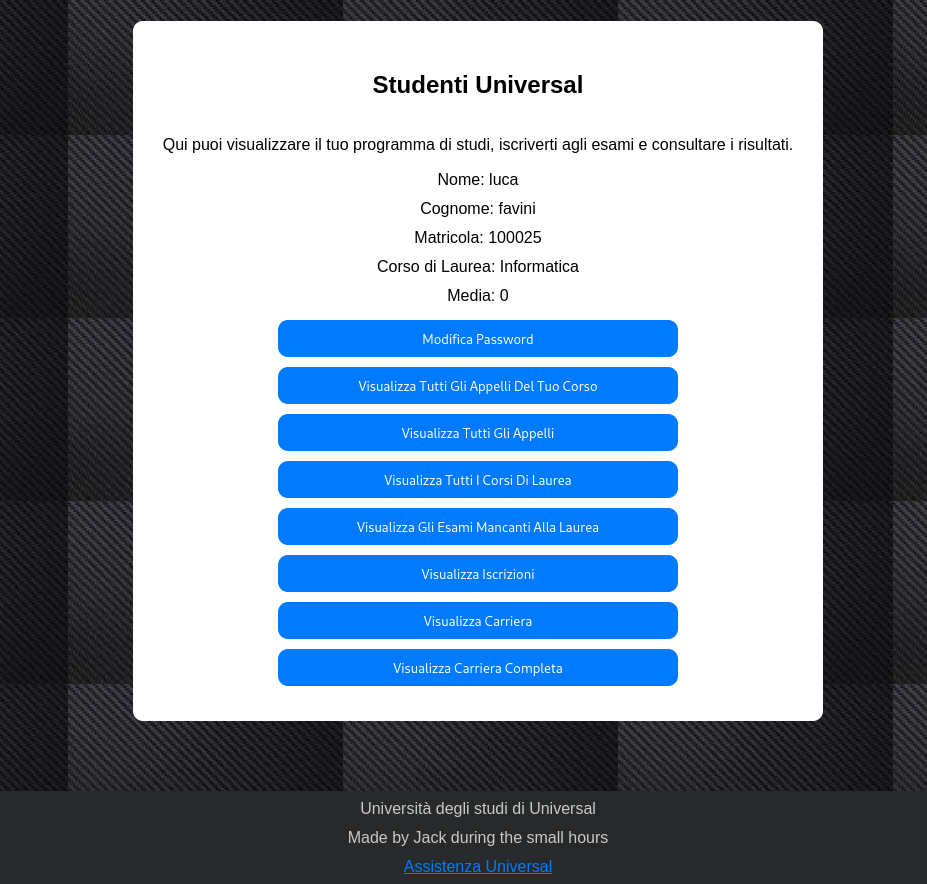 Studenti Universal
Qui puoi visualizzare il tuo programma di studi, iscriverti agli esami e consultare i risultati.
Nome: luca
Cognome: favini
Matricola: 100025
Corso di Laurea: Informatica
Media: 0
Modifica Password
Visualizza Tutti Gli Appelli Del Tuo Corso
Visualizza Tutti Gli Appelli
Visualizza Tutti I Corsi Di Laurea
Visualizza Gli Esami Mancanti Alla Laurea
Visualizza Iscrizioni
Visualizza Carriera
Visualizza Carriera Completa
Università degli studi di Universal
Made by Jack during the small hours
Assistenza Universal